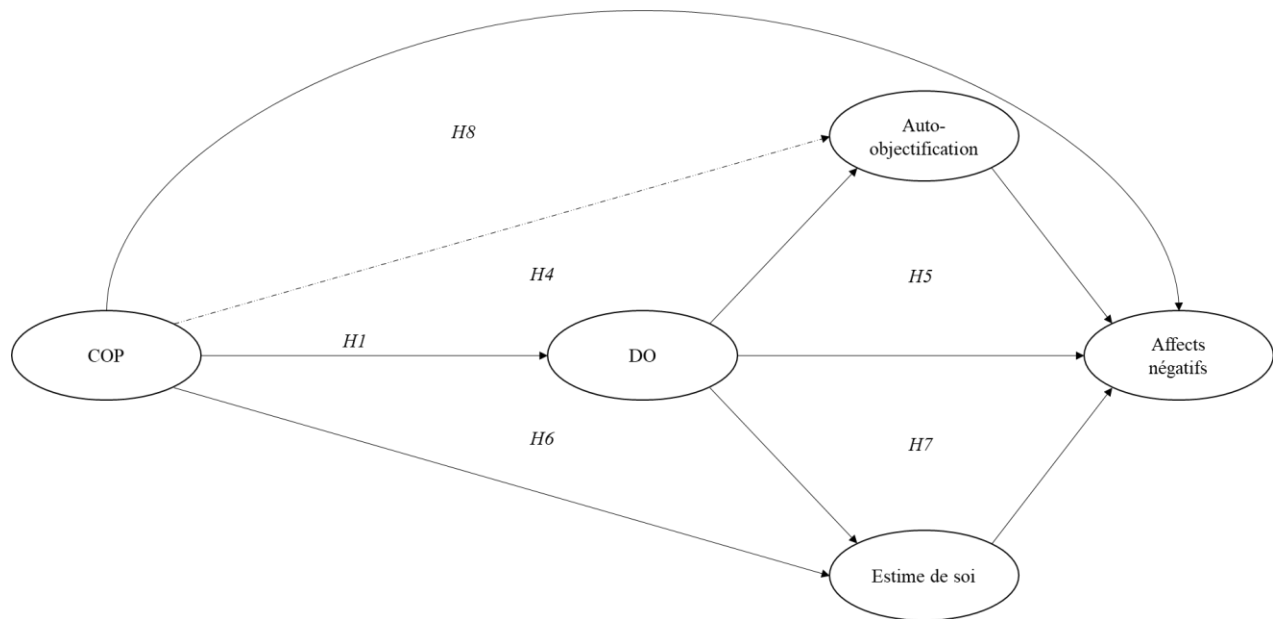 H8
Auto-
objectification
H4
H5
H1
COP
DO
Affects
négatifs
H6
H7
Estime de soi